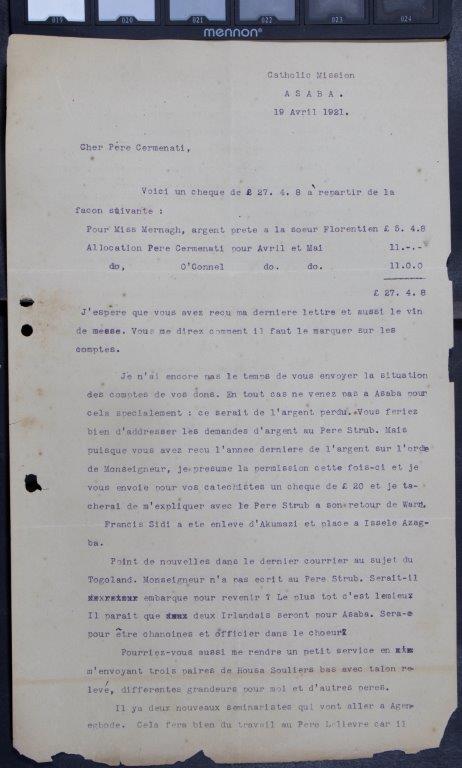 019 020 021 022 023 024
mennon
Catholic Mission
ASABA.
19 Avril 1921.
Cher Père Cermenati,
Voici un cheque de £ 27. 4. 8 à repartir de la
facon suivante :
Pour Miss Mernagh, argent prete a la soeur Florentien £ 5. 4.8
Allocation Pere Cermenati pour Avril et Mai 11.-.-
do, O'Connel do. do. 11.0.0
£ 27. 4. 8
J'espere que vous avez recu ma derniere lettre et aussi le vin
de messe. Vous me direz comment il faut le marquer sur les
comptes.
Je n'ai encore pas le temps de vous envoyer la situation
des comptes de vos dons. En tout cas ne venez pas a Asaba pour
cela specialement : ce serait de l'argent perdu. Vous feriez
bien d'addresser les demandes d'argent au Pere Strub. Mais
puisque vous avez recu l'annee derniere de l'argent sur l'orde
de Monseigneur, je presume la permission cette fois-ci et je
vous envoie pour vos catechistes un cheque de £ 20 et je ta-
cherai de m'expliquer avec le Pere Strub a son retour de Warri.
Francis Sidi a ete enleve d'Akumazi et place a Issele Azag-
ba.
Point de nouvelles dans le dernier courrier au sujet du
Togoland. Monseigneur n'a pas ecrit au Pere Strub. Serait-il
embarque pour revenir ? Le plus tot c'est lemieux
Il parait que deux Irlandais seront pour Asaba. Sera-e
pour être chanoines et officier dans le choeur?
Pourriez-vous aussi me rendre un petit service en
m'envoyant trois paires de Housa Souliers bas avec talon re-
levé, differentes grandeurs pour moi et d'autres peres.
Il ya deux nouveaux seminaristes qui vont aller a Agen-
egbode. Cela fera bien du travail au Pere Lelievre car il